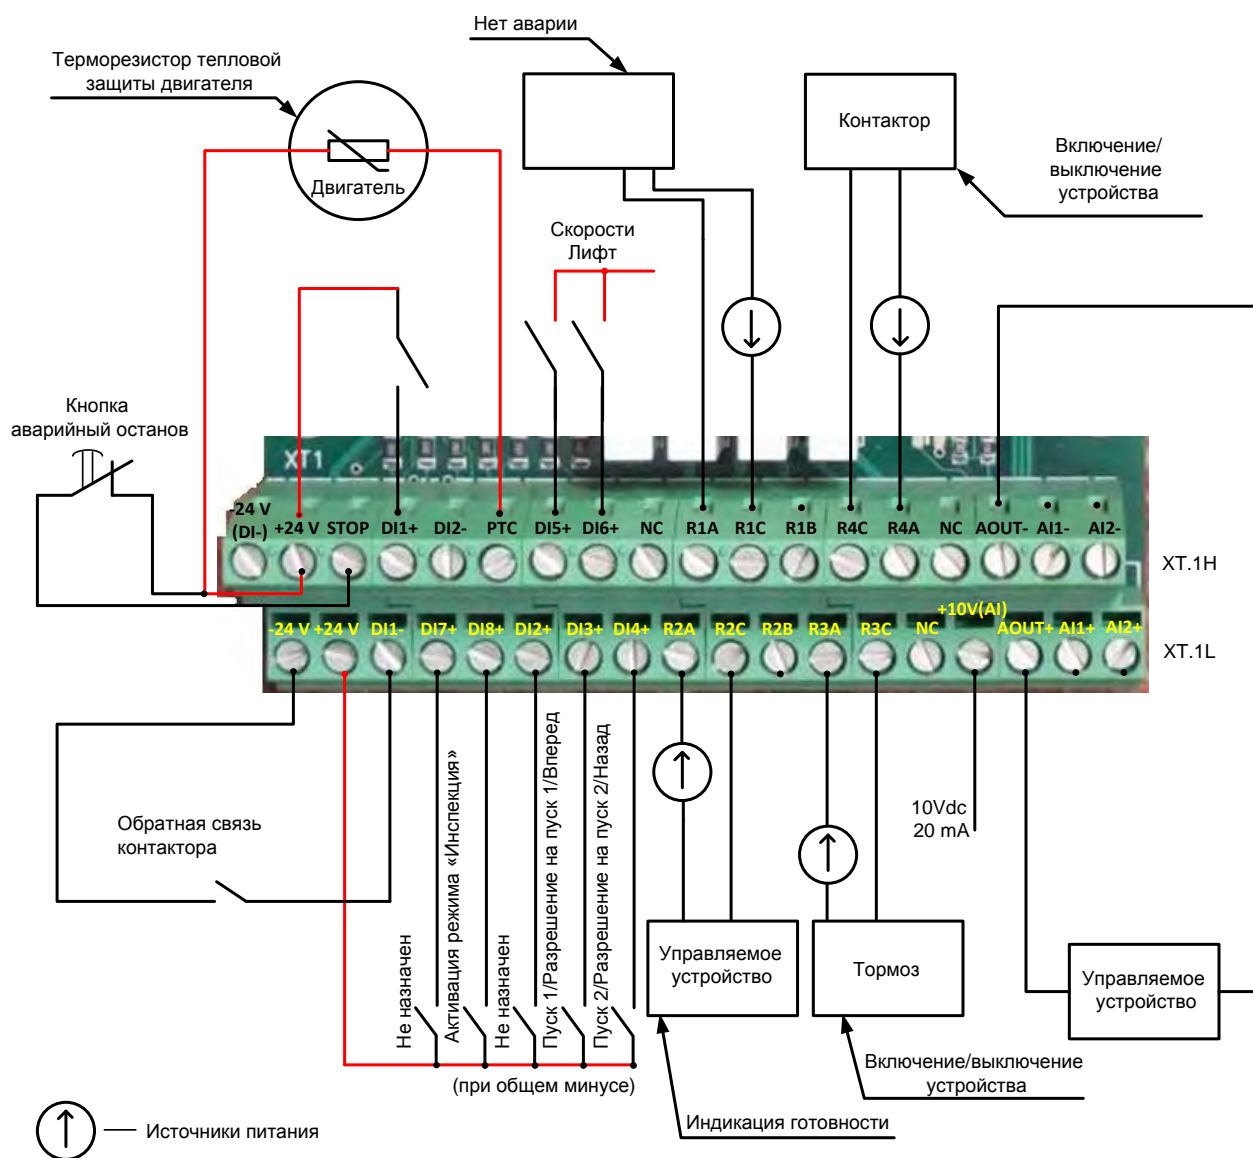 Нет аварии
Терморезистор тепловой
защиты двигателя
Двигатель
Контактор
Включение/
выключение
устройства
Скорости
Лифт
Кнопка
аварийный останов
XT1
-24 V
(DI-)
+24 V STOP DI1+ DI2- PTC DI5+ DI6+ NC R1A R1C R1B R4C R4A NC AOUT- AI1- AI2-
XT.1H
+10V(AI)
-24 V +24 V DI1- DI7+ DI8+ DI2+ DI3+ DI4+ R2A R2C R2B R3A R3C NC AOUT+ AI1+ AI2+
XT.1L
Обратная связь
контактора
Не назначен
Активация режима «Инспекция»
Не назначен
Пуск 1/Разрешение на пуск 1/Вперед
Пуск 2/Разрешение на пуск 2/Назад
10Vdc
20 mA
Управляемое
устройство
Тормоз
Управляемое
устройство
(при общем минусе)
Включение/выключение
устройства
Индикация готовности
Источники питания